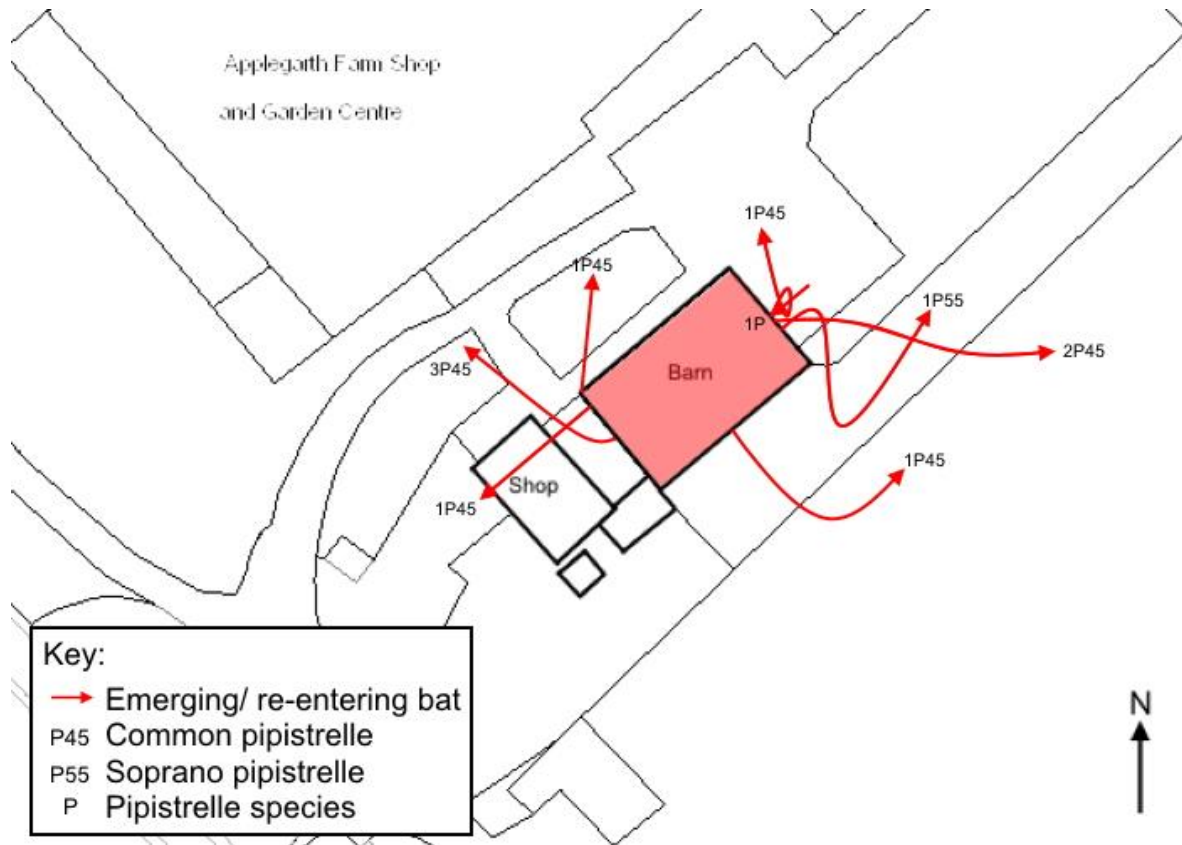 Applegarth Farm Shop
and Garden Centre
1P45
1P45
1P55
1P
2P45
3P45
Barn
1P45
Shop
1P45
N
Key:
Emerging/ re-entering bat
P45 Common pipistrelle
P55 Soprano pipistrelle
P Pipistrelle species